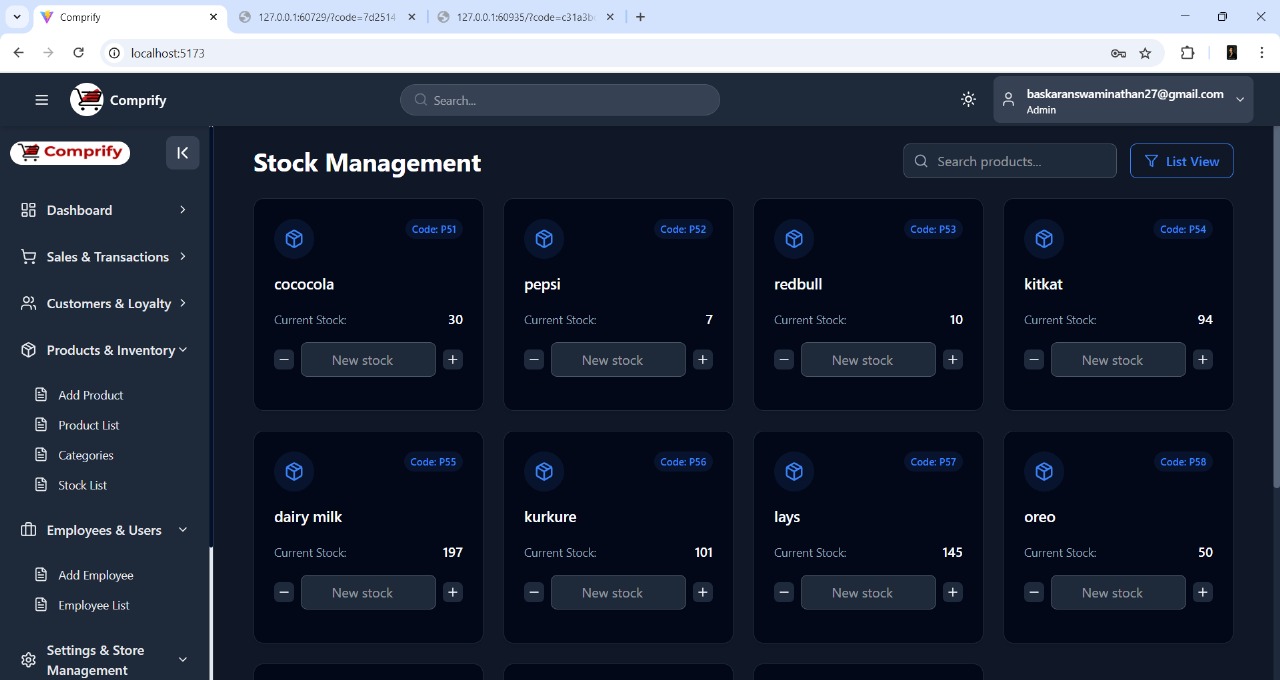 Comprify
127.0.0.1:60729/?code=7d2514
127.0.0.1:60935/?code=c31a3b
localhost:5173
Comprify
Search...
baskaranswaminathan27@gmail.com
Admin
Comprify
Dashboard
Sales & Transactions
Customers & Loyalty
Products & Inventory
Add Product
Product List
Categories
Stock List
Employees & Users
Add Employee
Employee List
Settings & Store
Management
Stock Management
Search products...
List View
Code: P51
cococola
Current Stock: 30
New stock
Code: P52
pepsi
Current Stock: 7
New stock
Code: P53
redbull
Current Stock: 10
New stock
Code: P54
kitkat
Current Stock: 94
New stock
Code: P55
dairy milk
Current Stock: 197
New stock
Code: P56
kurkure
Current Stock: 101
New stock
Code: P57
lays
Current Stock: 145
New stock
Code: P58
oreo
Current Stock: 50
New stock